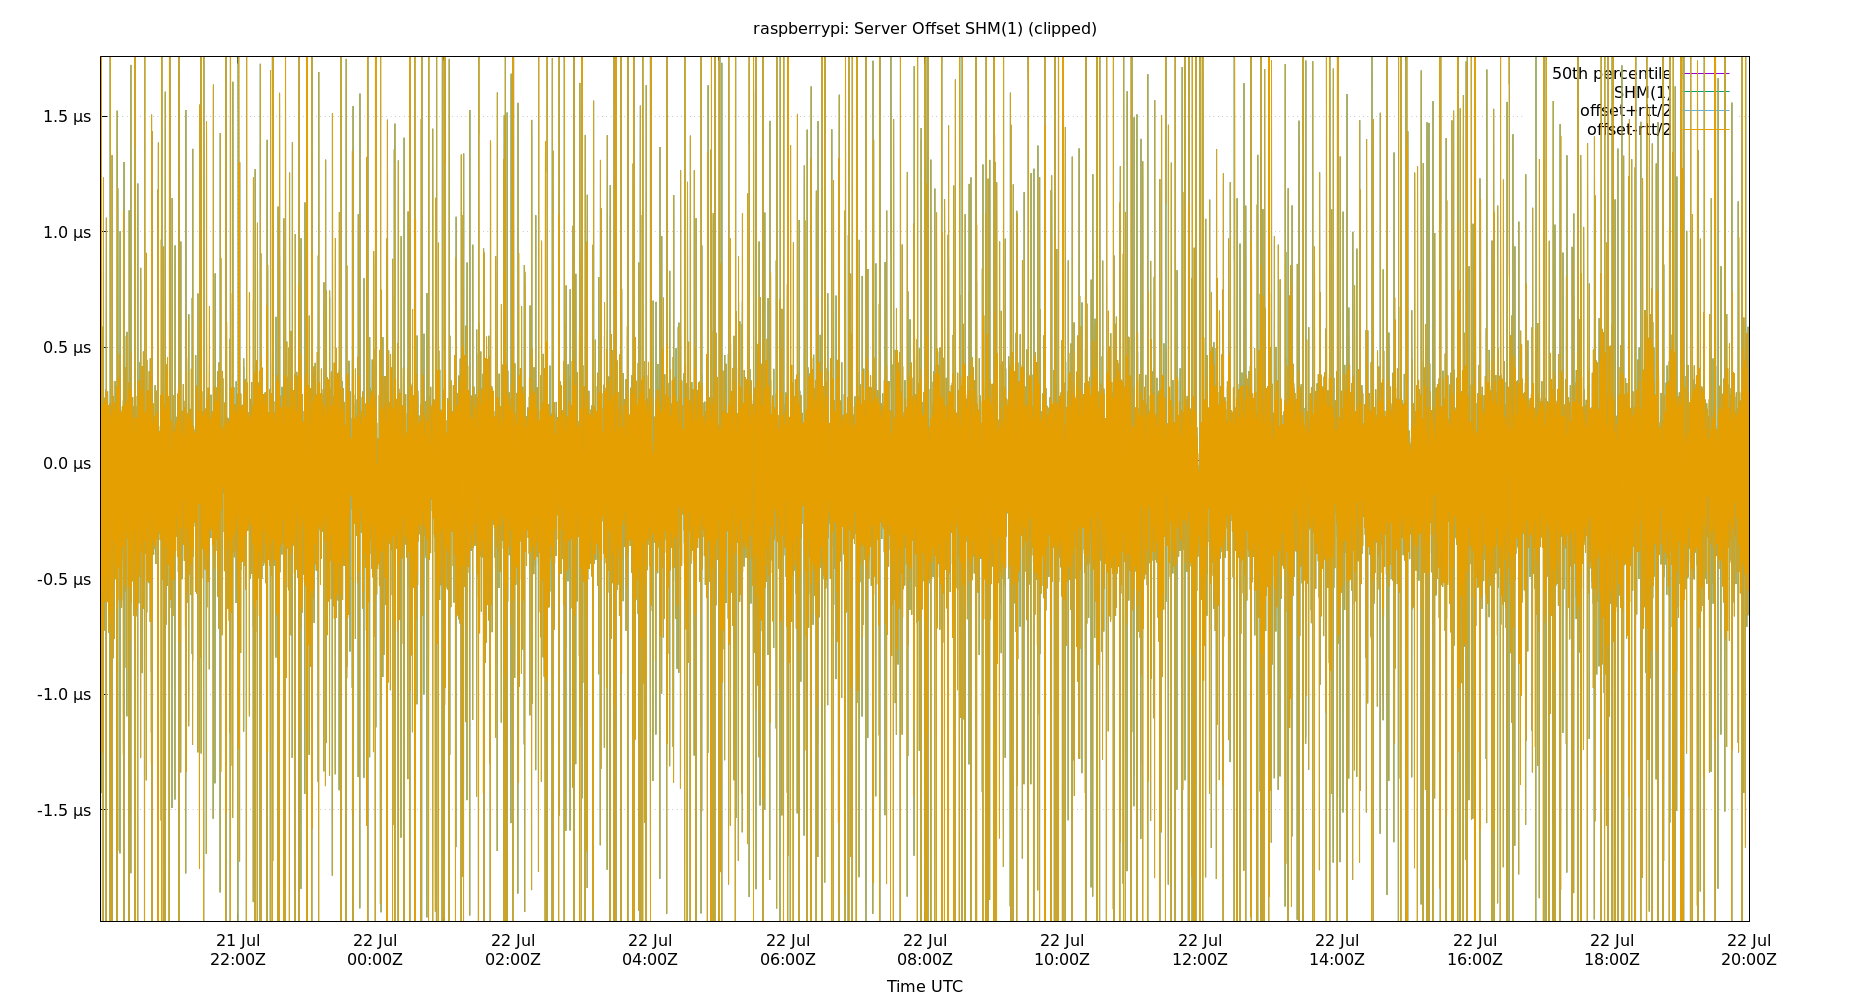 raspberrypi: Server Offset SHM(1) (clipped)
50th percentile
SHM(1)
offset+rtt/2
offset-rtt/2
1.5 µs
1.0 µs
0.5 µs
0.0 µs
-0.5 µs
-1.0 µs
-1.5 µs
21 Jul 22 Jul 22 Jul 22 Jul 22 Jul 22 Jul 22 Jul 22 Jul 22 Jul 22 Jul 22 Jul 22 Jul
22:00Z 00:00Z 02:00Z 04:00Z 06:00Z 08:00Z 10:00Z 12:00Z 14:00Z 16:00Z 18:00Z 20:00Z
Time UTC